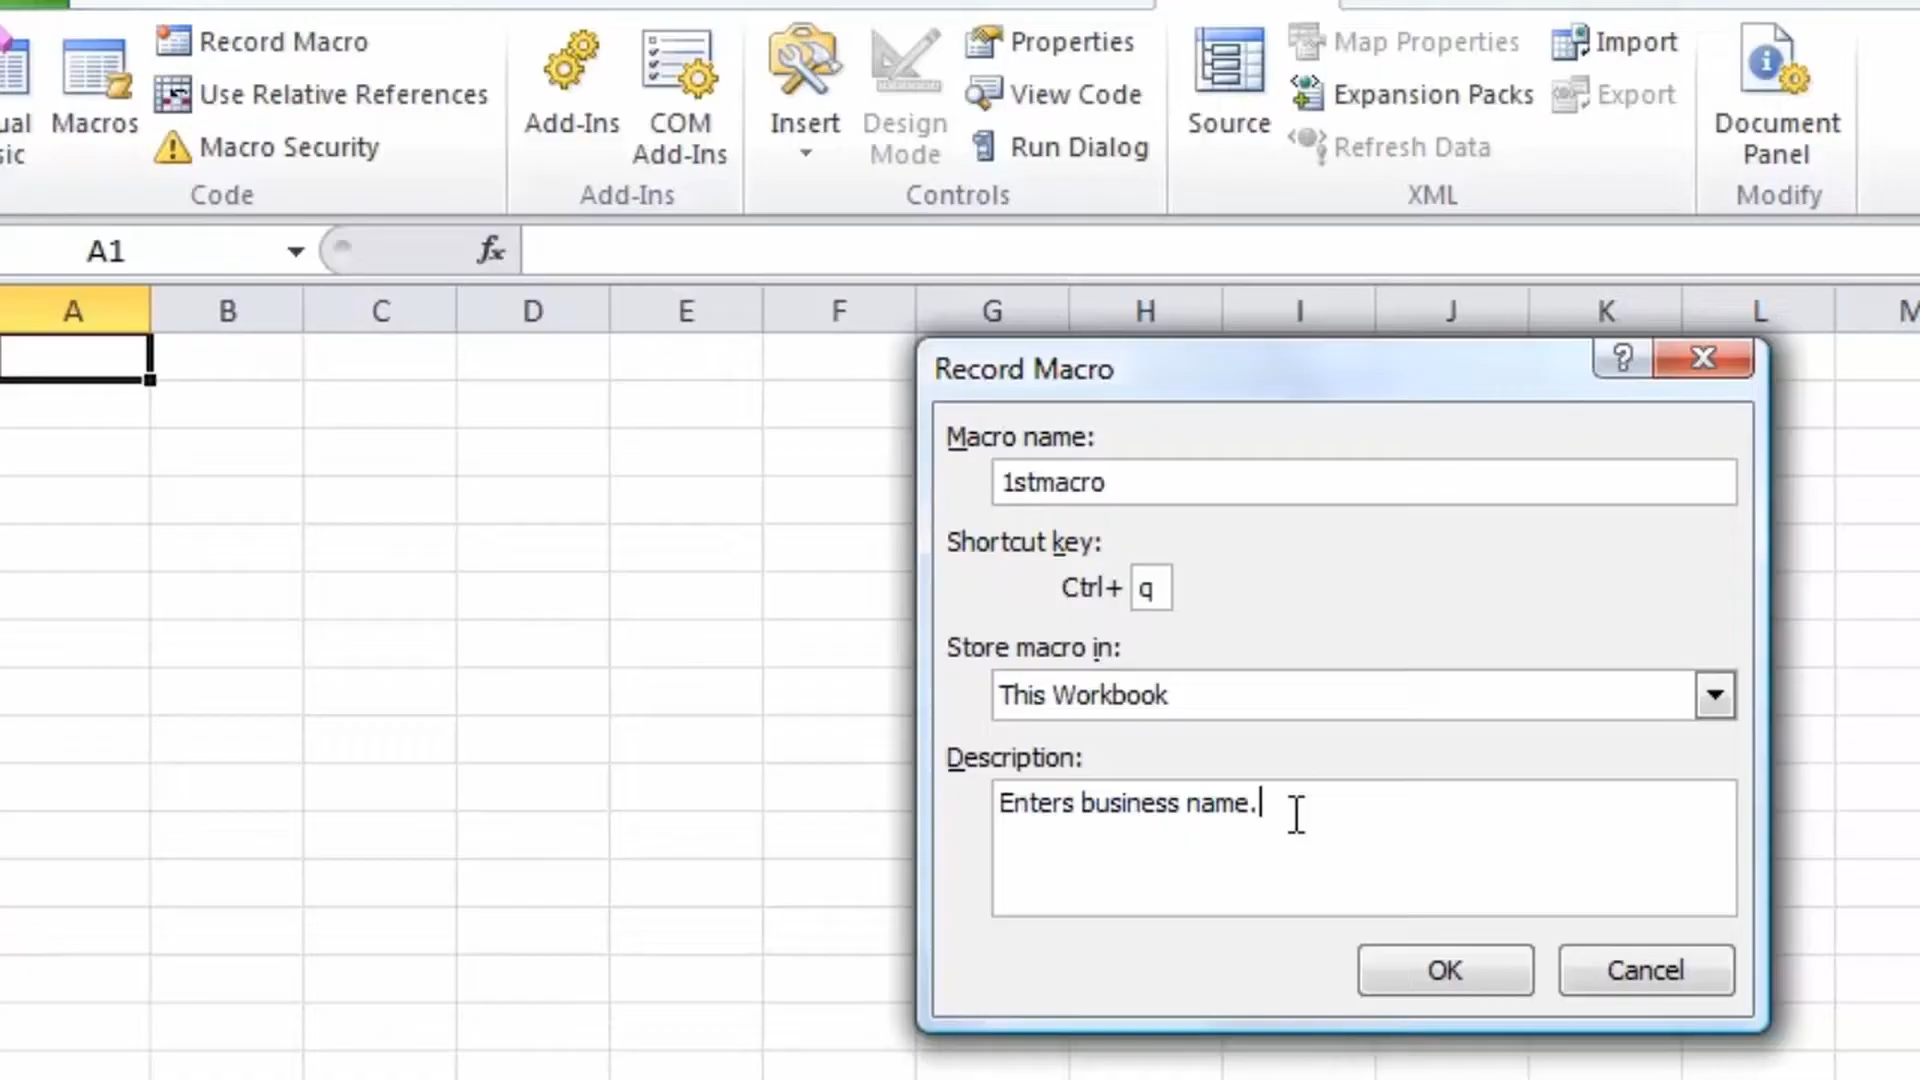 Record Macro
Use Relative References
Macro Security
Macros
Code
Add-Ins
COM
Add-Ins
Add-Ins
Insert
Design
Mode
Properties
View Code
Run Dialog
Controls
Source
Map Properties
Expansion Packs
Refresh Data
Import
Export
XML
Document
Panel
Modify
A1
fx
A B C D E F G H I J K L M
Record Macro
Macro name:
1stmacro
Shortcut key:
Ctrl+ q
Store macro in:
This Workbook
Description:
Enters business name.
OK Cancel